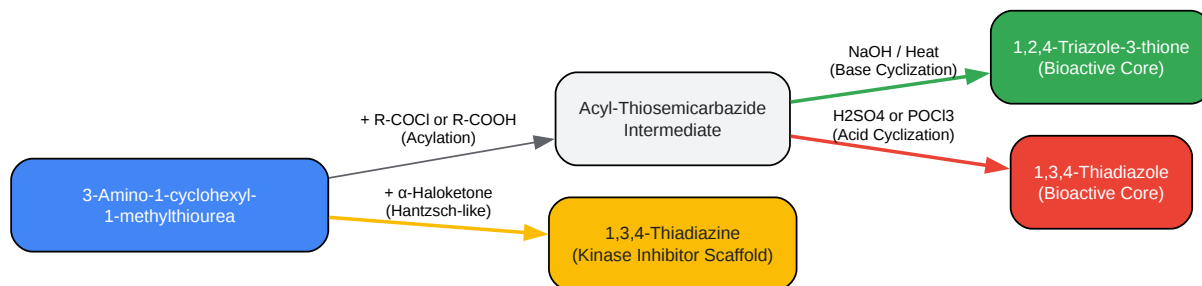 3-Amino-1-cyclohexyl-
1-methylthiourea
+ R-COCl or R-COOH
(Acylation)
+ α-Haloketone
(Hantzsch-like)
Acyl-Thiosemicarbazide
Intermediate
1,3,4-Thiadiazine
(Kinase Inhibitor Scaffold)
NaOH / Heat
(Base Cyclization)
H2SO4 or POCl3
(Acid Cyclization)
1,2,4-Triazole-3-thione
(Bioactive Core)
1,3,4-Thiadiazole
(Bioactive Core)